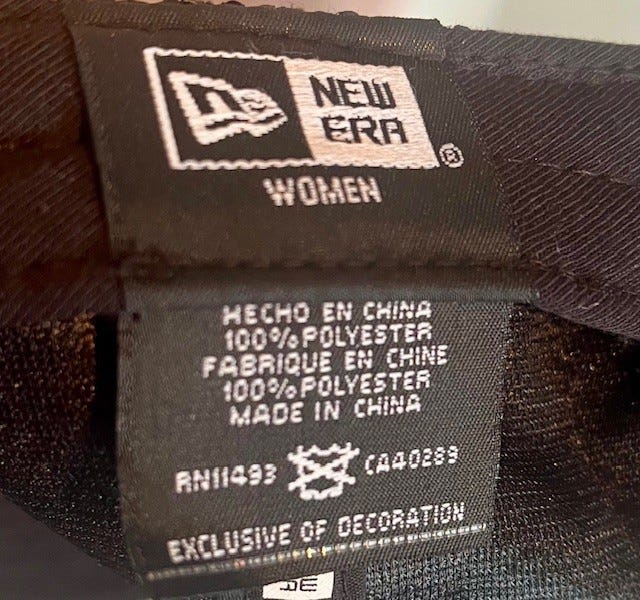 NEW
ERA
®
WOMEN
HECHO EN CHINA
100% POLYESTER
FABRIQUE EN CHINE
100% POLYESTER
MADE IN CHINA
RN11493 CA40289
EXCLUSIVE OF DECORATION